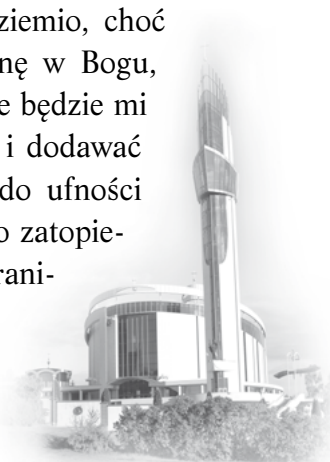 ziemio, choć
nę w Bogu,
e będzie mi
i dodawać
do ufności
o zatopie-
rani-